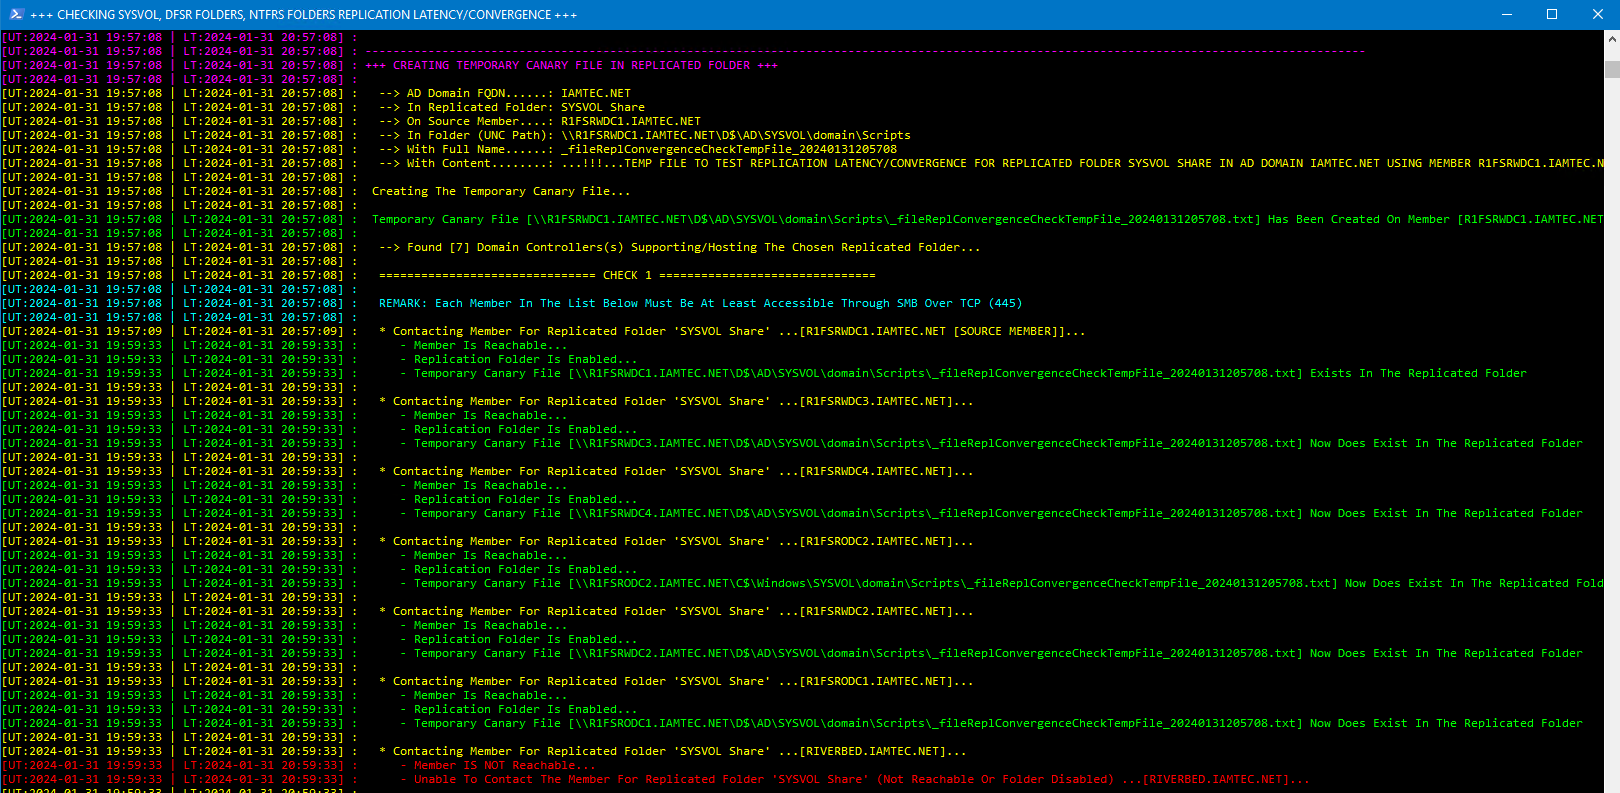 +++ CHECKING SYSVOL, DFSR FOLDERS, NTFRS FOLDERS REPLICATION LATENCY/CONVERGENCE +++
[UT:2024-01-31 19:57:08 | LT:2024-01-31 20:57:08] :
[UT:2024-01-31 19:57:08 | LT:2024-01-31 20:57:08] : -----------------------------------------------------------------------------------------------------------------------------------------------
[UT:2024-01-31 19:57:08 | LT:2024-01-31 20:57:08] : +++ CREATING TEMPORARY CANARY FILE IN REPLICATED FOLDER +++
[UT:2024-01-31 19:57:08 | LT:2024-01-31 20:57:08] :
[UT:2024-01-31 19:57:08 | LT:2024-01-31 20:57:08] :   --> AD Domain FQDN......: IAMTEC.NET
[UT:2024-01-31 19:57:08 | LT:2024-01-31 20:57:08] :   --> In Replicated Folder: SYSVOL Share
[UT:2024-01-31 19:57:08 | LT:2024-01-31 20:57:08] :   --> On Source Member....: R1FSRWDC1.IAMTEC.NET
[UT:2024-01-31 19:57:08 | LT:2024-01-31 20:57:08] :   --> In Folder (UNC Path): \\R1FSRWDC1.IAMTEC.NET\D$\AD\SYSVOL\domain\Scripts
[UT:2024-01-31 19:57:08 | LT:2024-01-31 20:57:08] :   --> With Full Name......: _fileReplConvergenceCheckTempFile_20240131205708
[UT:2024-01-31 19:57:08 | LT:2024-01-31 20:57:08] :   --> With Content........: ...!!!...TEMP FILE TO TEST REPLICATION LATENCY/CONVERGENCE FOR REPLICATED FOLDER SYSVOL SHARE IN AD DOMAIN IAMTEC.NET USING MEMBER R1FSRWDC1.IAMTEC.N
[UT:2024-01-31 19:57:08 | LT:2024-01-31 20:57:08] :
[UT:2024-01-31 19:57:08 | LT:2024-01-31 20:57:08] :  Creating The Temporary Canary File...
[UT:2024-01-31 19:57:08 | LT:2024-01-31 20:57:08] :
[UT:2024-01-31 19:57:08 | LT:2024-01-31 20:57:08] :  Temporary Canary File [\\R1FSRWDC1.IAMTEC.NET\D$\AD\SYSVOL\domain\Scripts\_fileReplConvergenceCheckTempFile_20240131205708.txt] Has Been Created On Member [R1FSRWDC1.IAMTEC.NET
[UT:2024-01-31 19:57:08 | LT:2024-01-31 20:57:08] :
[UT:2024-01-31 19:57:08 | LT:2024-01-31 20:57:08] :   --> Found [7] Domain Controllers(s) Supporting/Hosting The Chosen Replicated Folder...
[UT:2024-01-31 19:57:08 | LT:2024-01-31 20:57:08] :
[UT:2024-01-31 19:57:08 | LT:2024-01-31 20:57:08] :   =============================== CHECK 1 ===============================
[UT:2024-01-31 19:57:08 | LT:2024-01-31 20:57:08] :
[UT:2024-01-31 19:57:08 | LT:2024-01-31 20:57:08] :   REMARK: Each Member In The List Below Must Be At Least Accessible Through SMB Over TCP (445)
[UT:2024-01-31 19:57:08 | LT:2024-01-31 20:57:08] :
[UT:2024-01-31 19:57:09 | LT:2024-01-31 20:57:09] :   * Contacting Member For Replicated Folder 'SYSVOL Share' ...[R1FSRWDC1.IAMTEC.NET [SOURCE MEMBER]]...
[UT:2024-01-31 19:59:33 | LT:2024-01-31 20:59:33] :      - Member Is Reachable...
[UT:2024-01-31 19:59:33 | LT:2024-01-31 20:59:33] :      - Replication Folder Is Enabled...
[UT:2024-01-31 19:59:33 | LT:2024-01-31 20:59:33] :      - Temporary Canary File [\\R1FSRWDC1.IAMTEC.NET\D$\AD\SYSVOL\domain\Scripts\_fileReplConvergenceCheckTempFile_20240131205708.txt] Exists In The Replicated Folder
[UT:2024-01-31 19:59:33 | LT:2024-01-31 20:59:33] :
[UT:2024-01-31 19:59:33 | LT:2024-01-31 20:59:33] :   * Contacting Member For Replicated Folder 'SYSVOL Share' ...[R1FSRWDC3.IAMTEC.NET]...
[UT:2024-01-31 19:59:33 | LT:2024-01-31 20:59:33] :      - Member Is Reachable...
[UT:2024-01-31 19:59:33 | LT:2024-01-31 20:59:33] :      - Replication Folder Is Enabled...
[UT:2024-01-31 19:59:33 | LT:2024-01-31 20:59:33] :      - Temporary Canary File [\\R1FSRWDC3.IAMTEC.NET\D$\AD\SYSVOL\domain\Scripts\_fileReplConvergenceCheckTempFile_20240131205708.txt] Now Does Exist In The Replicated Folder
[UT:2024-01-31 19:59:33 | LT:2024-01-31 20:59:33] :
[UT:2024-01-31 19:59:33 | LT:2024-01-31 20:59:33] :   * Contacting Member For Replicated Folder 'SYSVOL Share' ...[R1FSRWDC4.IAMTEC.NET]...
[UT:2024-01-31 19:59:33 | LT:2024-01-31 20:59:33] :      - Member Is Reachable...
[UT:2024-01-31 19:59:33 | LT:2024-01-31 20:59:33] :      - Replication Folder Is Enabled...
[UT:2024-01-31 19:59:33 | LT:2024-01-31 20:59:33] :      - Temporary Canary File [\\R1FSRWDC4.IAMTEC.NET\D$\AD\SYSVOL\domain\Scripts\_fileReplConvergenceCheckTempFile_20240131205708.txt] Now Does Exist In The Replicated Folder
[UT:2024-01-31 19:59:33 | LT:2024-01-31 20:59:33] :
[UT:2024-01-31 19:59:33 | LT:2024-01-31 20:59:33] :   * Contacting Member For Replicated Folder 'SYSVOL Share' ...[R1FSRODC2.IAMTEC.NET]...
[UT:2024-01-31 19:59:33 | LT:2024-01-31 20:59:33] :      - Member Is Reachable...
[UT:2024-01-31 19:59:33 | LT:2024-01-31 20:59:33] :      - Replication Folder Is Enabled...
[UT:2024-01-31 19:59:33 | LT:2024-01-31 20:59:33] :      - Temporary Canary File [\\R1FSRODC2.IAMTEC.NET\C$\Windows\SYSVOL\domain\Scripts\_fileReplConvergenceCheckTempFile_20240131205708.txt] Now Does Exist In The Replicated Fold
[UT:2024-01-31 19:59:33 | LT:2024-01-31 20:59:33] :
[UT:2024-01-31 19:59:33 | LT:2024-01-31 20:59:33] :   * Contacting Member For Replicated Folder 'SYSVOL Share' ...[R1FSRWDC2.IAMTEC.NET]...
[UT:2024-01-31 19:59:33 | LT:2024-01-31 20:59:33] :      - Member Is Reachable...
[UT:2024-01-31 19:59:33 | LT:2024-01-31 20:59:33] :      - Replication Folder Is Enabled...
[UT:2024-01-31 19:59:33 | LT:2024-01-31 20:59:33] :      - Temporary Canary File [\\R1FSRWDC2.IAMTEC.NET\D$\AD\SYSVOL\domain\Scripts\_fileReplConvergenceCheckTempFile_20240131205708.txt] Now Does Exist In The Replicated Folder
[UT:2024-01-31 19:59:33 | LT:2024-01-31 20:59:33] :
[UT:2024-01-31 19:59:33 | LT:2024-01-31 20:59:33] :   * Contacting Member For Replicated Folder 'SYSVOL Share' ...[R1FSRODC1.IAMTEC.NET]...
[UT:2024-01-31 19:59:33 | LT:2024-01-31 20:59:33] :      - Member Is Reachable...
[UT:2024-01-31 19:59:33 | LT:2024-01-31 20:59:33] :      - Replication Folder Is Enabled...
[UT:2024-01-31 19:59:33 | LT:2024-01-31 20:59:33] :      - Temporary Canary File [\\R1FSRODC1.IAMTEC.NET\D$\AD\SYSVOL\domain\Scripts\_fileReplConvergenceCheckTempFile_20240131205708.txt] Now Does Exist In The Replicated Folder
[UT:2024-01-31 19:59:33 | LT:2024-01-31 20:59:33] :
[UT:2024-01-31 19:59:33 | LT:2024-01-31 20:59:33] :   * Contacting Member For Replicated Folder 'SYSVOL Share' ...[RIVERBED.IAMTEC.NET]...
[UT:2024-01-31 19:59:33 | LT:2024-01-31 20:59:33] :      - Member IS NOT Reachable...
[UT:2024-01-31 19:59:33 | LT:2024-01-31 20:59:33] :      - Unable To Contact The Member For Replicated Folder 'SYSVOL Share' (Not Reachable Or Folder Disabled) ...[RIVERBED.IAMTEC.NET]...
[UT:2024-01-31 19:59:33 | LT:2024-01-31 20:59:33] :